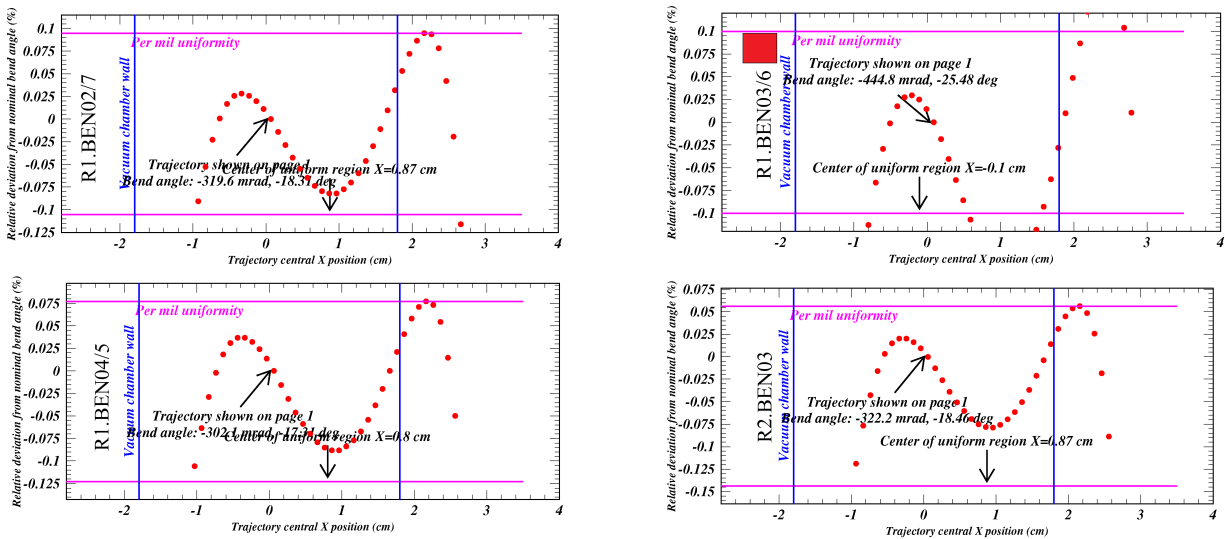 Relative deviation from nominal bend angle (%)
0.1
0.075
0.05
0.025
0
-0.025
-0.05
-0.075
-0.1
-0.125
R1.BEN02/7
Vacuum chamber wall
Per mil uniformity
Trajectory shown on page 1
Bend angle: -319.6 mrad, -18.31 deg
Center of uniform region X=0.87 cm
-2 -1 0 1 2 3 4
Trajectory central X position (cm)
Relative deviation from nominal bend angle (%)
0.1
0.05
0
-0.05
-0.1
R1.BEN03/6
Vacuum chamber wall
Per mil uniformity
Trajectory shown on page 1
Bend angle: -444.8 mrad, -25.48 deg
Center of uniform region X=-0.1 cm
-2 -1 0 1 2 3 4
Trajectory central X position (cm)
Relative deviation from nominal bend angle (%)
0.075
0.05
0.025
0
-0.025
-0.05
-0.075
-0.1
-0.125
R1.BEN04/5
Vacuum chamber wall
Per mil uniformity
Trajectory shown on page 1
Bend angle: -302.1 mrad, -17.31 deg
Center of uniform region X=0.8 cm
-2 -1 0 1 2 3 4
Trajectory central X position (cm)
Relative deviation from nominal bend angle (%)
0.075
0.05
0.025
0
-0.025
-0.05
-0.075
-0.1
-0.125
-0.15
R2.BEN03
Vacuum chamber wall
Per mil uniformity
Trajectory shown on page 1
Bend angle: -322.2 mrad, -18.46 deg
Center of uniform region X=0.87 cm
-2 -1 0 1 2 3 4
Trajectory central X position (cm)